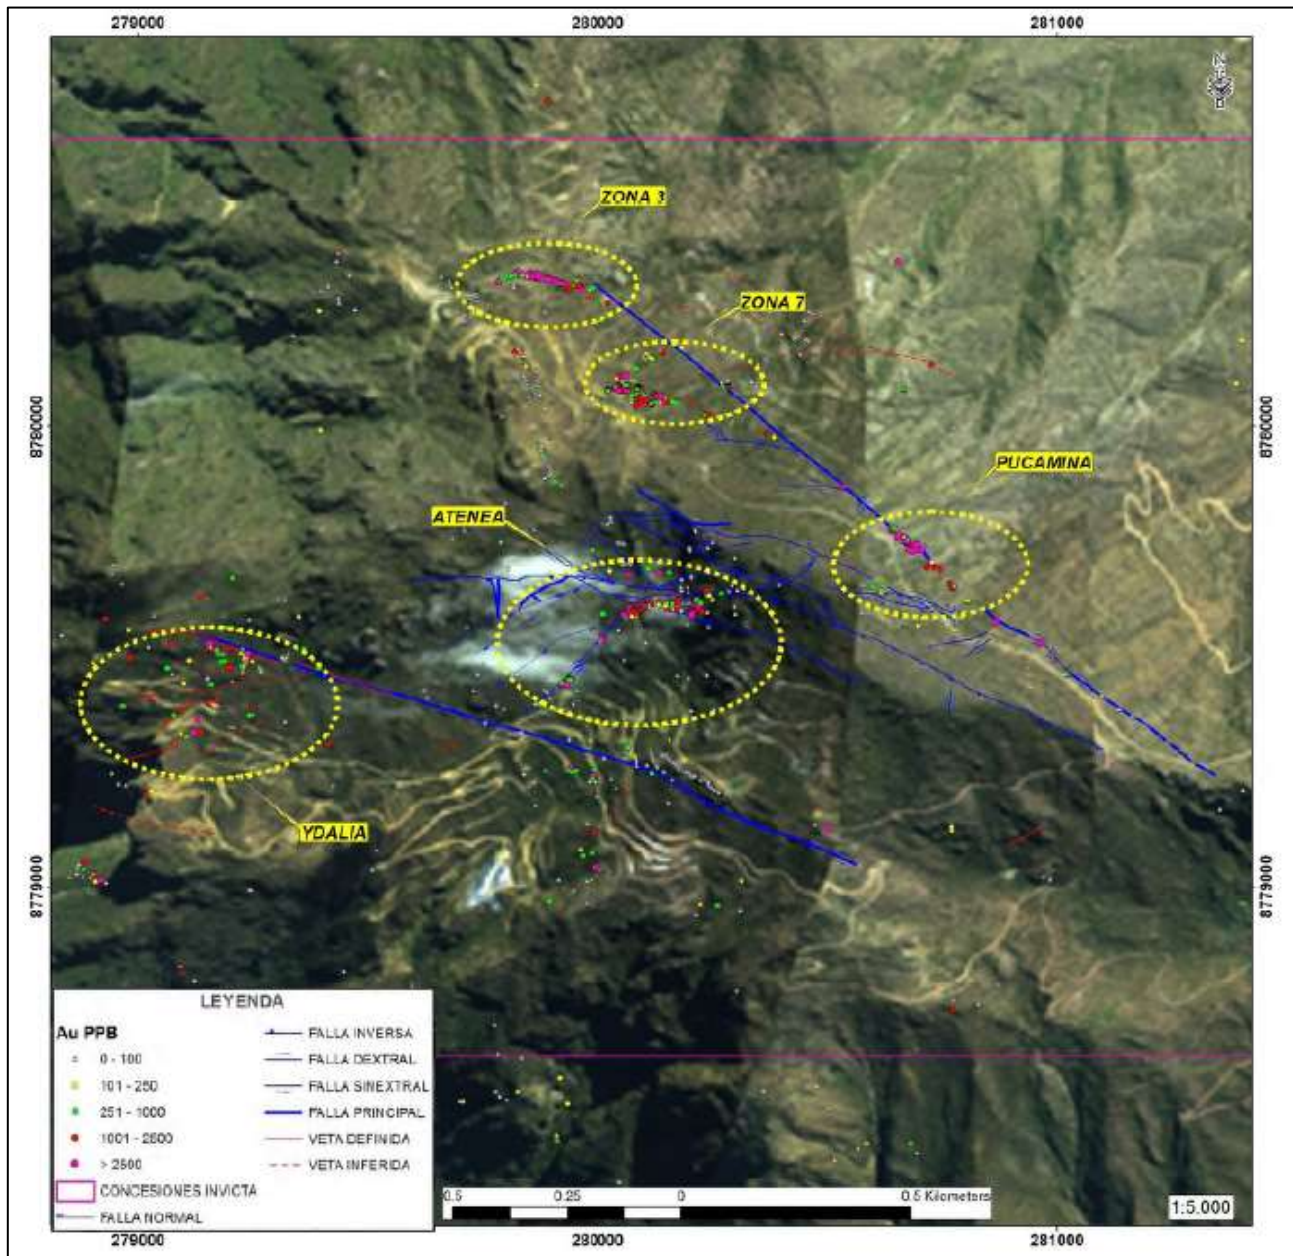 279000 280000 281000
ZONA 3
ZONA 7
8780000 8780000
PUCAMINA
ATENEA
YDALIA
8779000 8779000
LEYENDA
Au PPB
0 - 100
101 - 250
251 - 1000
1001 - 2500
> 2500
CONCESIONES INVICTA
FALLA NORMAL
FALLA INVERSA
FALLA DEXTRAL
FALLA SINEXTRAL
FALLA PRINCIPAL
VETA DEFINIDA
VETA INFERIDA
0.5 0.25 0 0.5 Kilometers
1:5.000
279000 280000 281000